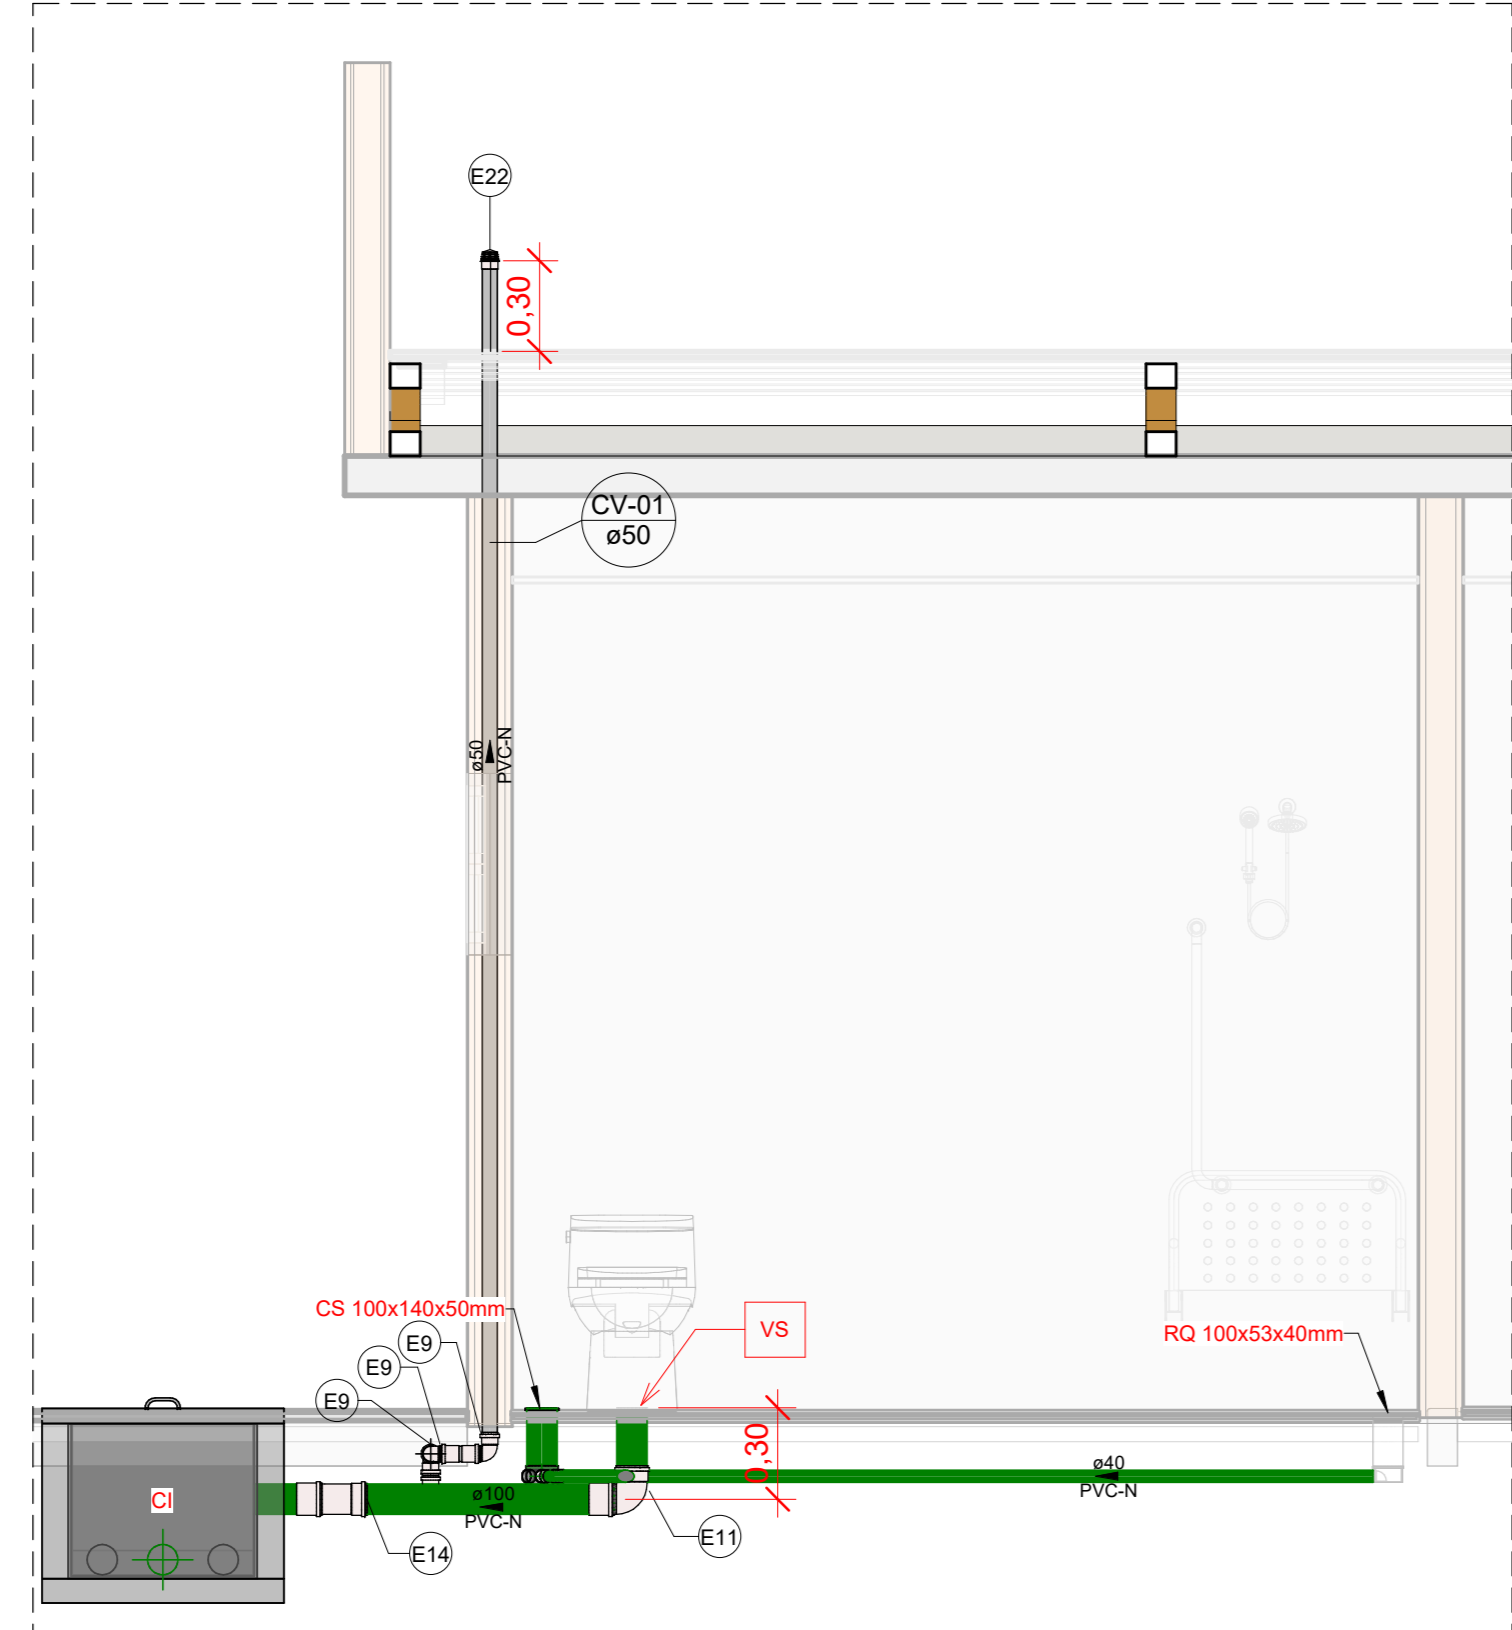 E22
0,30
CV-01
ø50
ø50
PVC-N
CS 100x140x50mm
E9
E9
E9
VS
RQ 100x53x40mm
0,30
CI
ø100
PVC-N
ø40
PVC-N
E14
E11